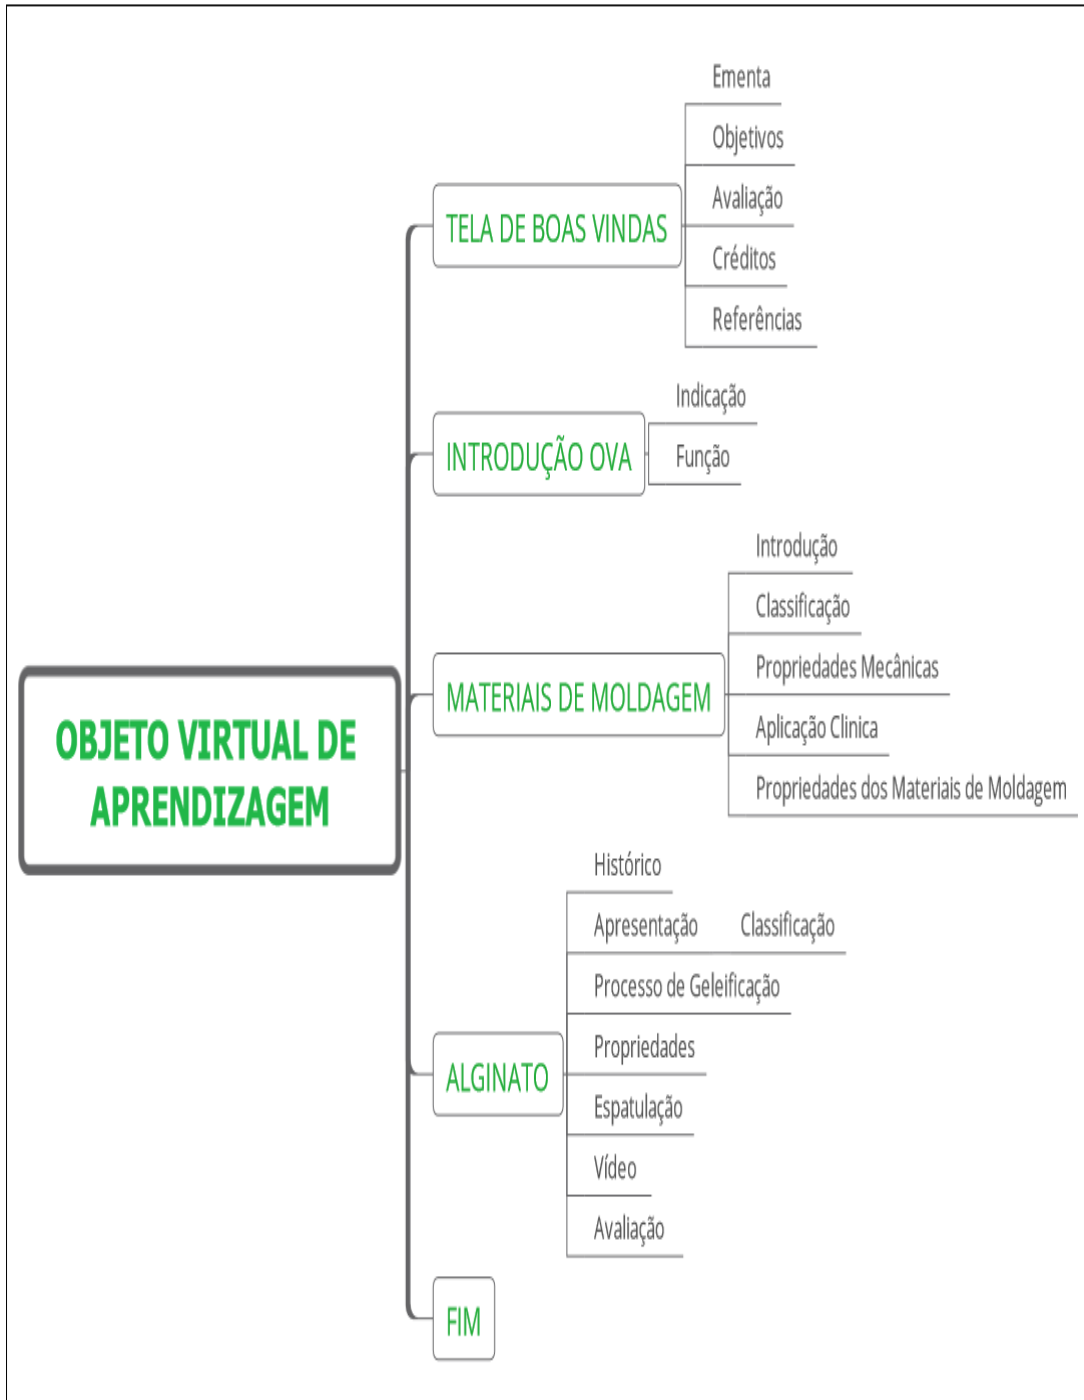 OBJETO VIRTUAL DE
APRENDIZAGEM
TELA DE BOAS VINDAS
Ementa
Objetivos
Avaliação
Créditos
Referências
INTRODUÇÃO OVA
Indicação
Função
MATERIAIS DE MOLDAGEM
Introdução
Classificação
Propriedades Mecânicas
Aplicação Clinica
Propriedades dos Materiais de Moldagem
ALGINATO
Histórico
Apresentação Classificação
Processo de Geleificação
Propriedades
Espatulação
Vídeo
Avaliação
FIM